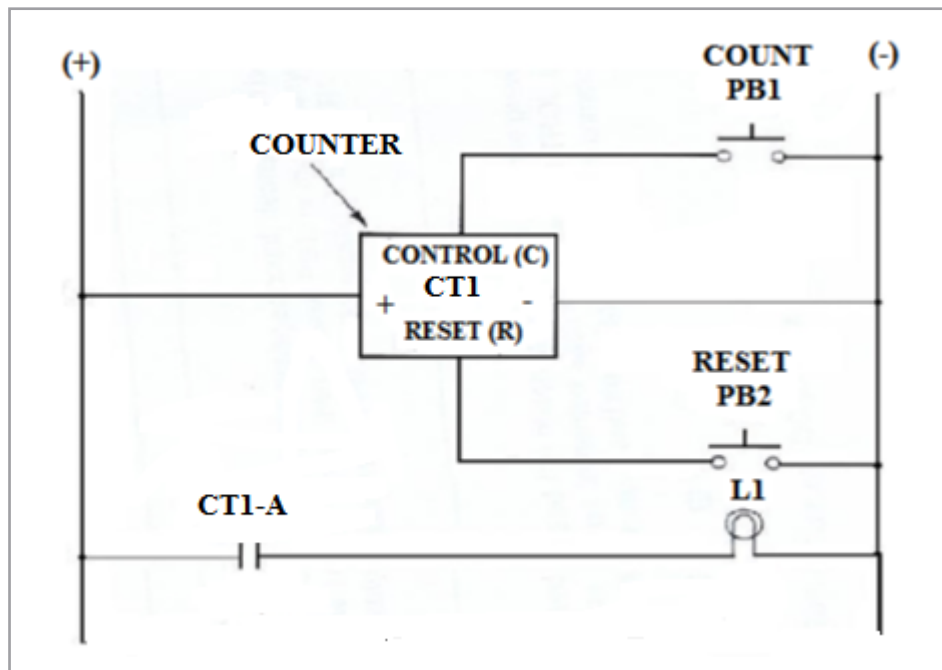 (+)
COUNT
PB1
(-)
COUNTER
CONTROL (C)
CT1
+ -
RESET (R)
RESET
PB2
CT1-A
L1